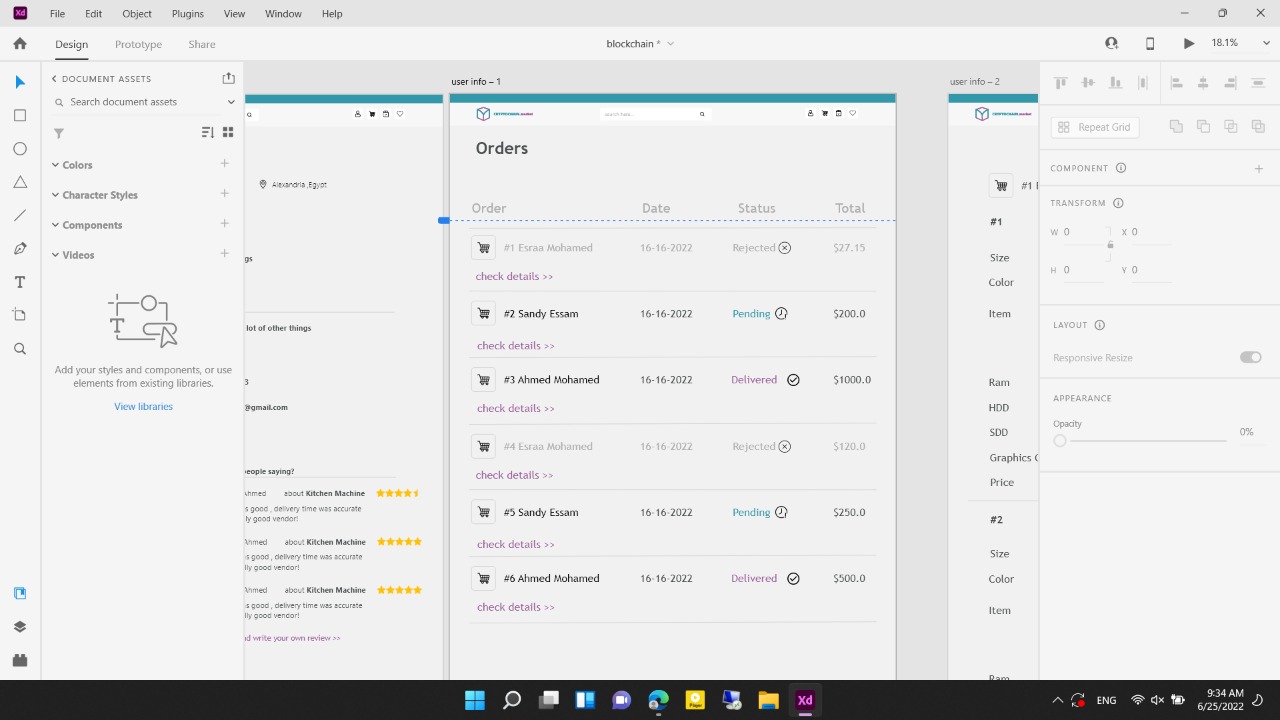 Xd File Edit Object Plugins View Window Help
Design Prototype Share blockchain * 18.1%
DOCUMENT ASSETS
Search document assets
Colors
Character Styles
Components
Videos
Add your styles and components, or use
elements from existing libraries.
View libraries
Alexandria ,Egypt
gs
lot of other things
@gmail.com
people saying?
Ahmed about Kitchen Machine
s good , delivery time was accurate
lly good vendor!
Ahmed about Kitchen Machine
s good , delivery time was accurate
lly good vendor!
Ahmed about Kitchen Machine
s good , delivery time was accurate
lly good vendor!
nd write your own review >>
user info – 1
CRYPTOCHAIN.market search here..
Orders
Order Date Status Total
#1 Esraa Mohamed 16-16-2022 Rejected $27.15
check details >>
#2 Sandy Essam 16-16-2022 Pending $200.0
check details >>
#3 Ahmed Mohamed 16-16-2022 Delivered $1000.0
check details >>
#4 Esraa Mohamed 16-16-2022 Rejected $120.0
check details >>
#5 Sandy Essam 16-16-2022 Pending $250.0
check details >>
#6 Ahmed Mohamed 16-16-2022 Delivered $500.0
check details >>
user info – 2
CRYPTOCHAIN.market
#1
#1
Size
Color
Item
Ram
HDD
SDD
Graphics
Price
#2
Size
Color
Item
Ram
Repeat Grid
COMPONENT
TRANSFORM
W 0 X 0
H 0 Y 0
LAYOUT
Responsive Resize
APPEARANCE
Opacity
0%
Player Xd ENG 9:34 AM
6/25/2022